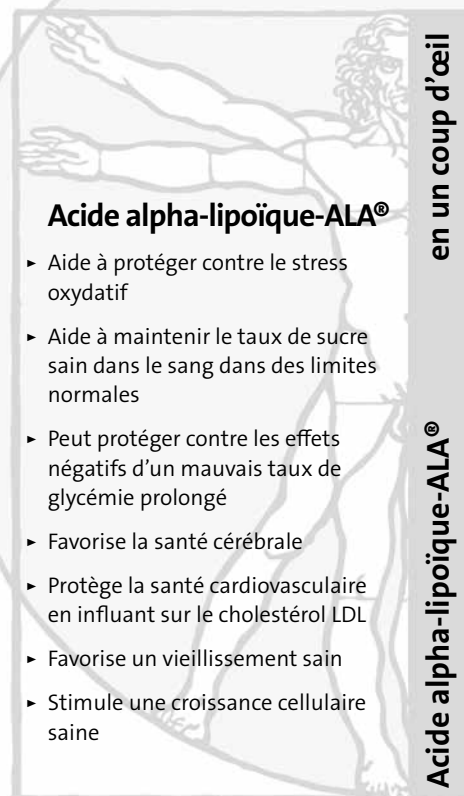 Acide alpha-lipoïque-ALA®
► Aide à protéger contre le stress
oxydatif
► Aide à maintenir le taux de sucre
sain dans le sang dans des limites
normales
► Peut protéger contre les effets
négatifs d’un mauvais taux de
glycémie prolongé
► Favorise la santé cérébrale
► Protège la santé cardiovasculaire
en influant sur le cholestérol LDL
► Favorise un vieillissement sain
► Stimule une croissance cellulaire
saine
Acide alpha-lipoïque-ALA® en un coup d’œil